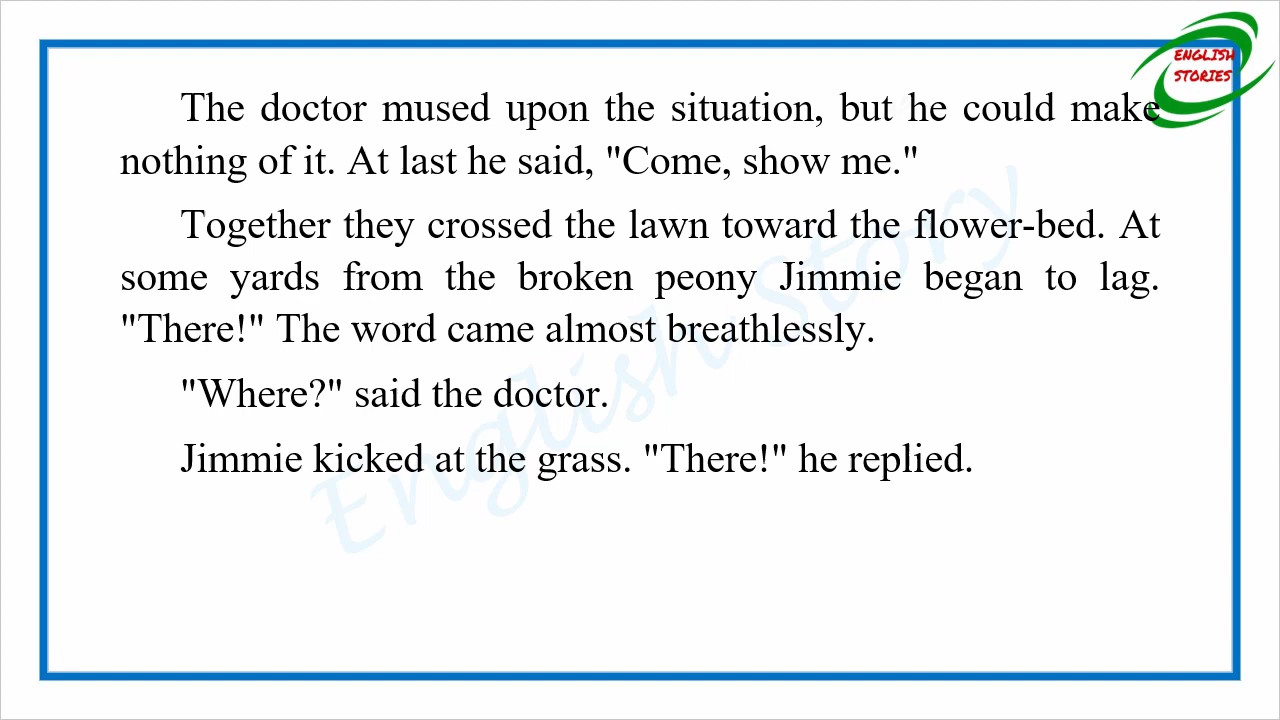 ENGLISH
STORIES
The doctor mused upon the situation, but he could make
nothing of it. At last he said, "Come, show me."
Together they crossed the lawn toward the flower-bed. At
some yards from the broken peony Jimmie began to lag.
"There!" The word came almost breathlessly.
"Where?" said the doctor.
Jimmie kicked at the grass. "There!" he replied.
English Story